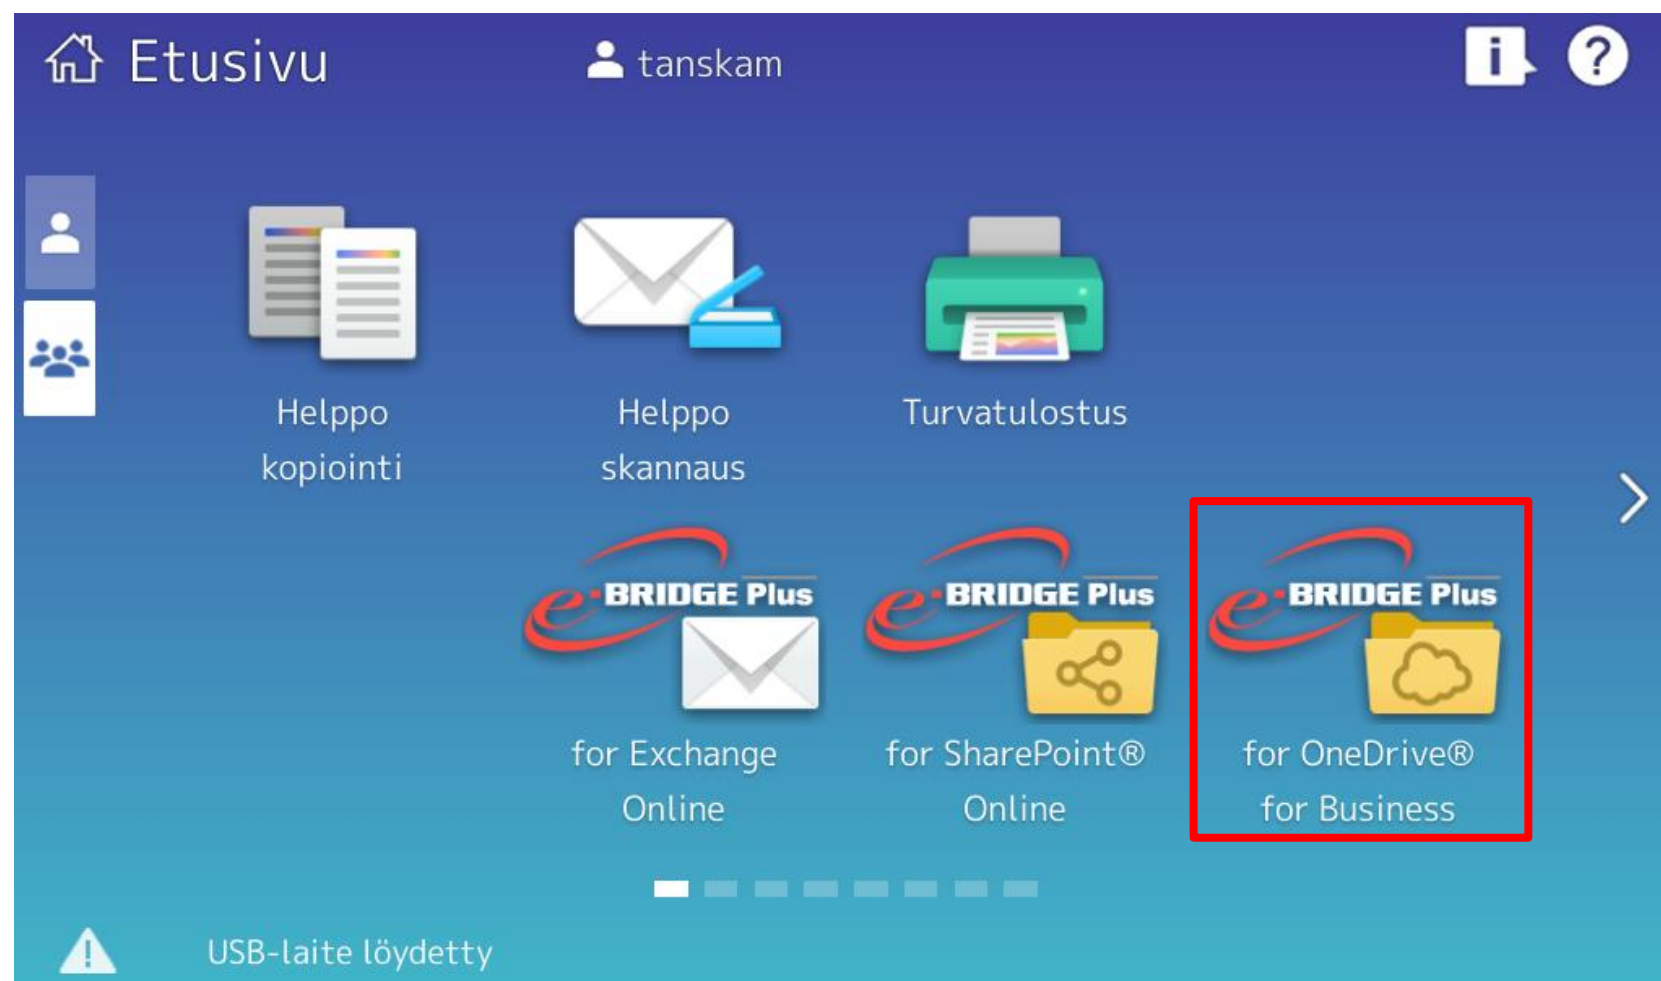 Etusivu
tanskam
i
?
Helppo
kopiointi
Helppo
skannaus
Turvatulostus
e-BRIDGE Plus
for Exchange
Online
e-BRIDGE Plus
for SharePoint®
Online
e-BRIDGE Plus
for OneDrive®
for Business
USB-laite löydetty